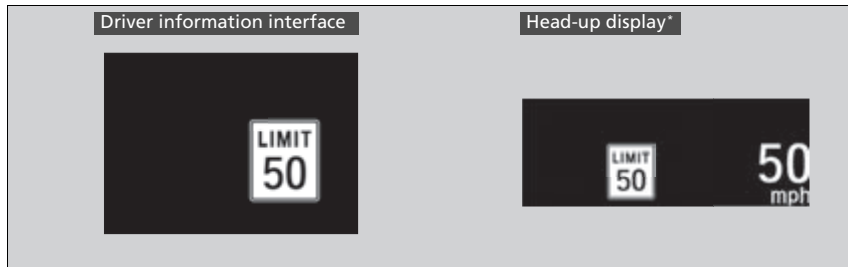 Driver information interface
Head-up display*
LIMIT
50
LIMIT
50
50
mph